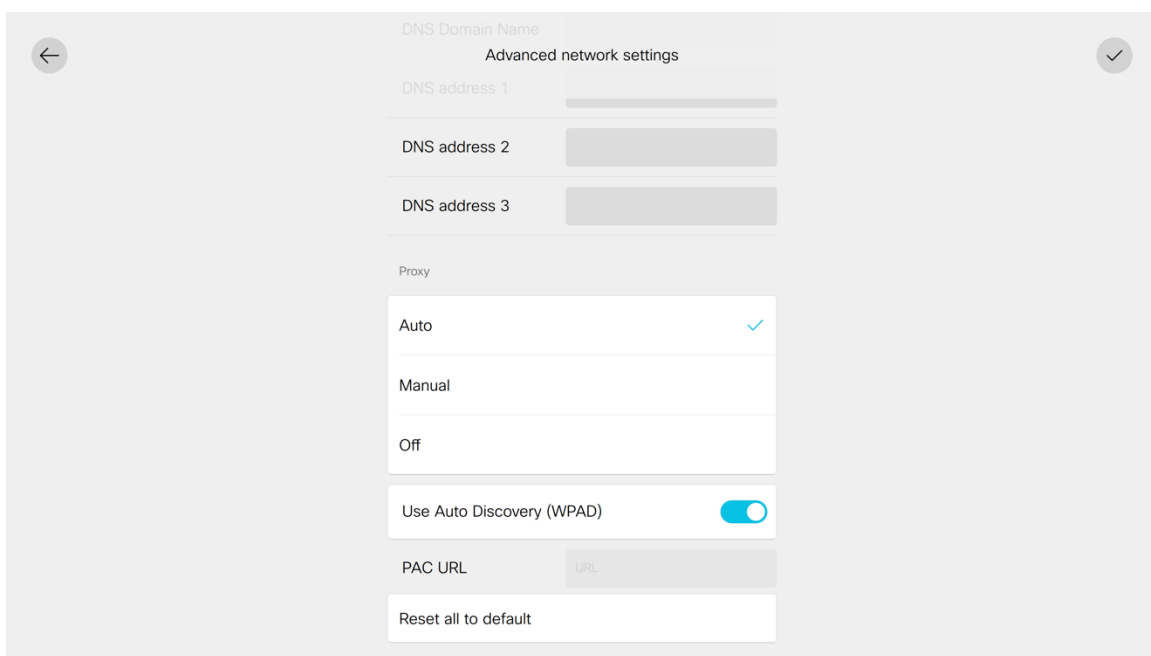 DNS Domain Name
Advanced network settings
DNS address 1
DNS address 2
DNS address 3
Proxy
Auto
Manual
Off
Use Auto Discovery (WPAD)
PAC URL URL
Reset all to default